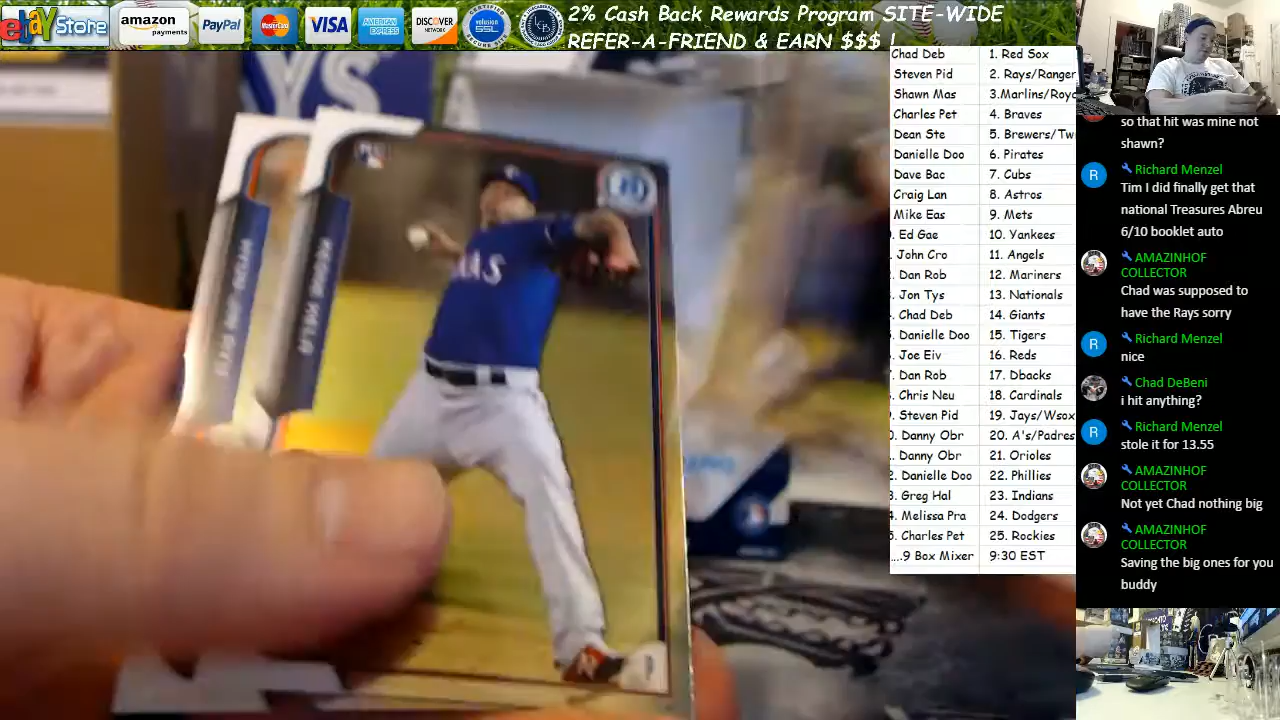 ebay Store
amazon
payments
PayPal
MasterCard
VISA
AMERICAN
EXPRESS
DISCOVER
NETWORK
2% Cash Back Rewards Program SITE-WIDE
REFER-A-FRIEND & EARN $$$ !
YS
AS
Chad Deb 1. Red Sox
Steven Pid 2. Rays/Ranger
Shawn Mas 3.Marlins/Roya
Charles Pet 4. Braves
Dean Ste 5. Brewers/Tw
Danielle Doo 6. Pirates
Dave Bac 7. Cubs
Craig Lan 8. Astros
Mike Eas 9. Mets
. Ed Gae 10. Yankees
. John Cro 11. Angels
. Dan Rob 12. Mariners
. Jon Tys 13. Nationals
. Chad Deb 14. Giants
5. Danielle Doo 15. Tigers
. Joe Eiv 16. Reds
. Dan Rob 17. Dbacks
. Chris Neu 18. Cardinals
. Steven Pid 19. Jays/Wsox
0. Danny Obr 20. A's/Padres
. Danny Obr 21. Orioles
2. Danielle Doo 22. Phillies
3. Greg Hal 23. Indians
4. Melissa Pra 24. Dodgers
5. Charles Pet 25. Rockies
....9 Box Mixer 9:30 EST
so that hit was mine not
shawn?
R
Richard Menzel
Tim I did finally get that
national Treasures Abreu
6/10 booklet auto
AMAZINHOF
COLLECTOR
Chad was supposed to
have the Rays sorry
R
Richard Menzel
nice
Chad DeBeni
i hit anything?
R
Richard Menzel
stole it for 13.55
AMAZINHOF
COLLECTOR
Not yet Chad nothing big
AMAZINHOF
COLLECTOR
Saving the big ones for you
buddy